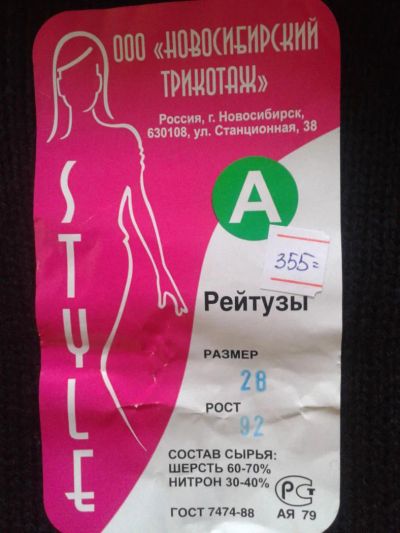 ООО «НОВОСИБИРСКИЙ
ТРИКОТАЖ»
Россия, г. Новосибирск,
630108, ул. Станционная, 38
STYLE
А
355=
Рейтузы
РАЗМЕР
28
РОСТ
92
СОСТАВ СЫРЬЯ:
ШЕРСТЬ 60-70%
НИТРОН 30-40%
РСТ
ГОСТ 7474-88
АЯ 79